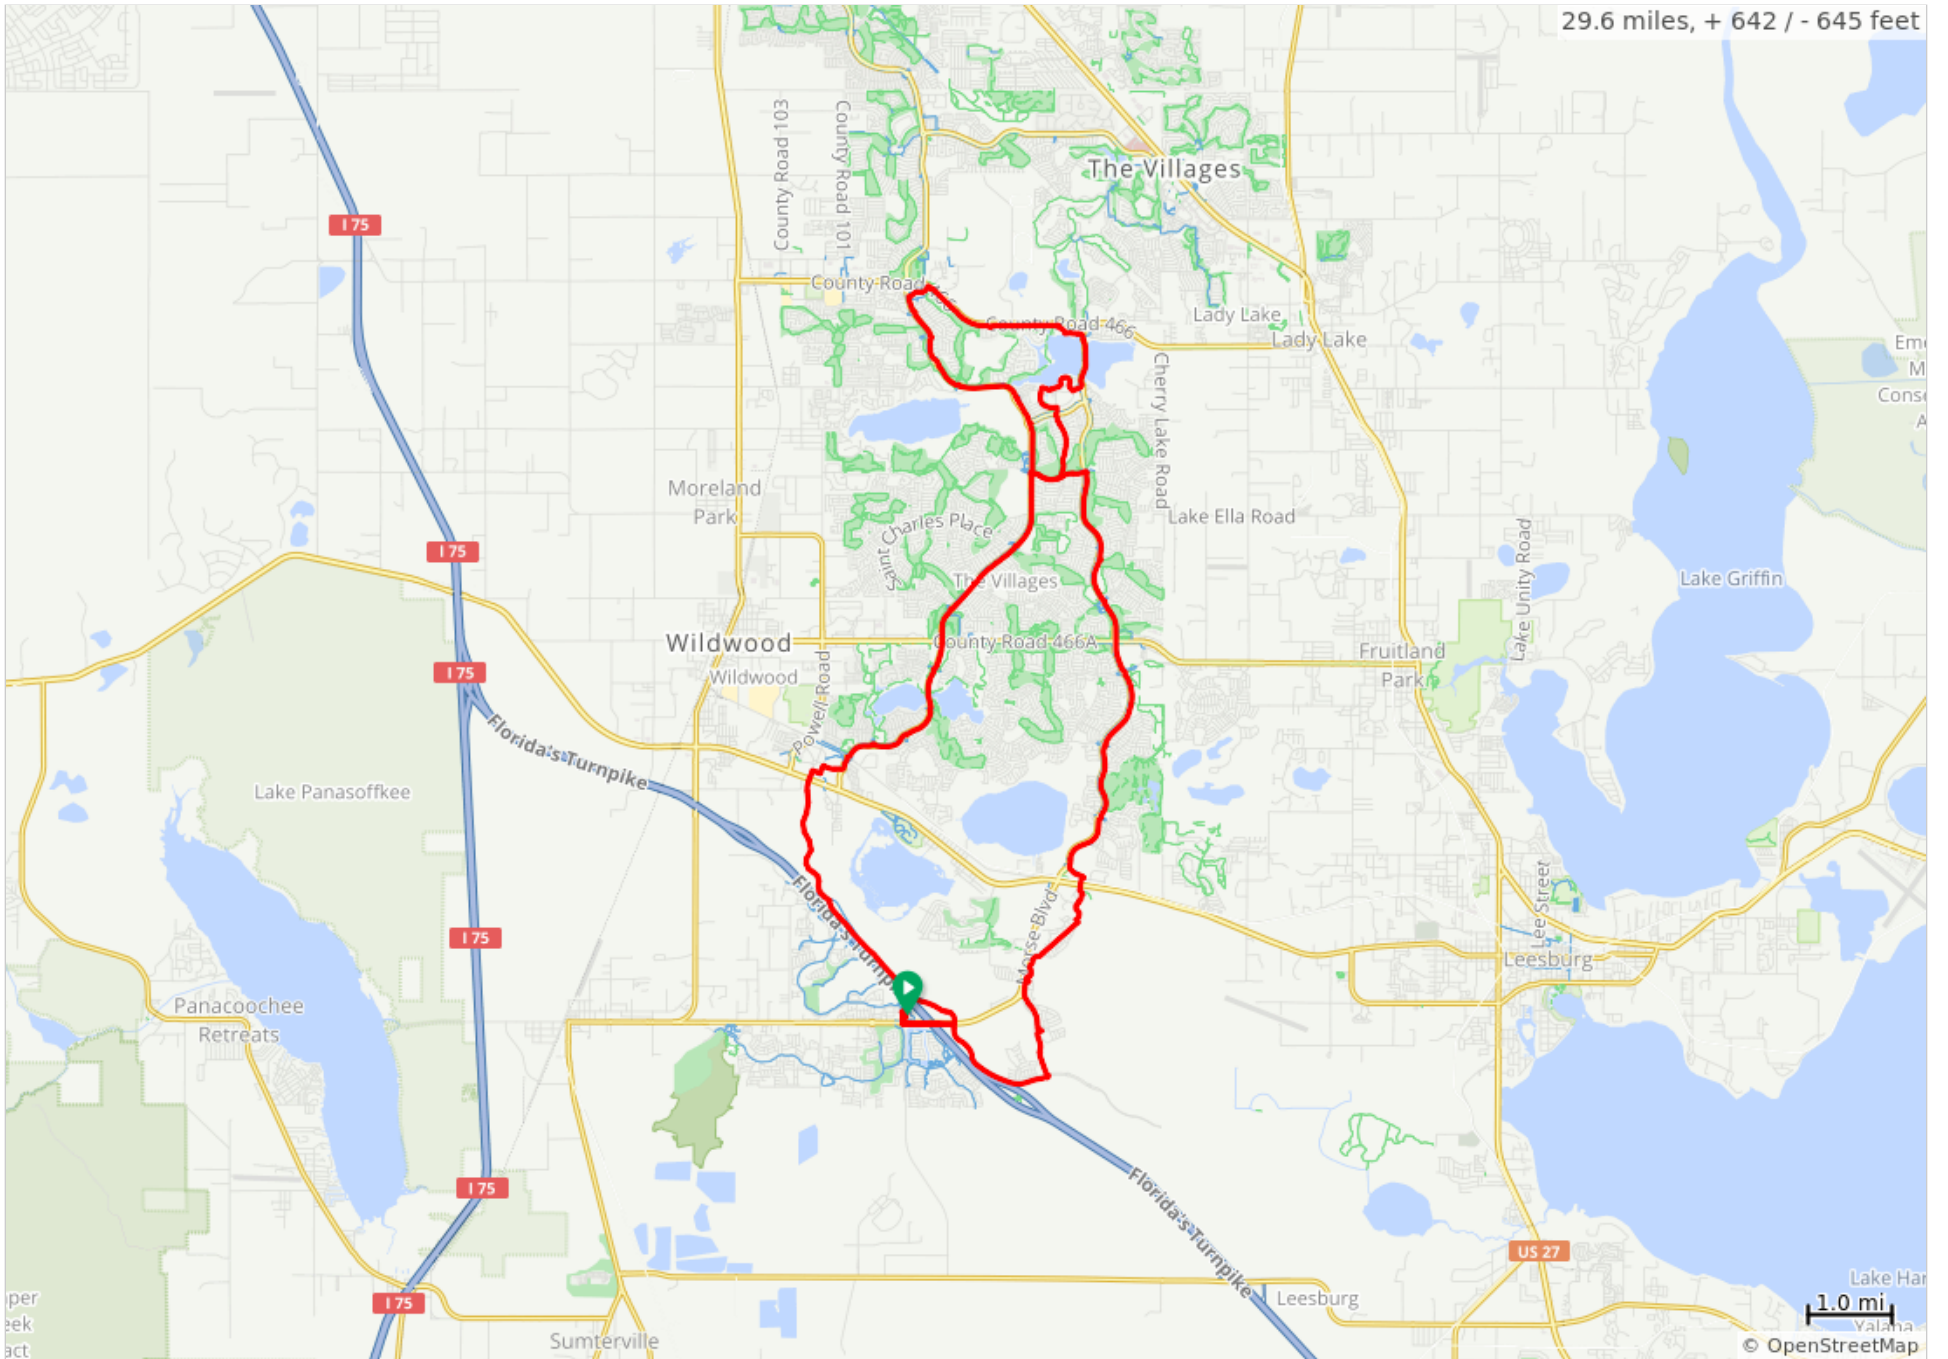 29.6 miles, + 642 / - 645 feet
County Road 103
County Road 101
The Villages
I 75
County Road 466
County Road 466
Lady Lake
Lady Lake
Cherry Lake Road
Moreland
Park
Saint Charles Place
Lake Ella Road
Lake Unity Road
I 75
The Villages
Lake Griffin
Wildwood
County Road 466A
Fruitland
Park
I 75
Wildwood
Powell Road
Florida's Turnpike
Lake Panasoffkee
Florida's Turnpike
Morse Blvd
Lee Street
I 75
Leesburg
Panacoochee
Retreats
I 75
Florida's Turnpike
US 27
Leesburg
I 75
Sumterville
1.0 mi
Yalaha
© OpenStreetMap